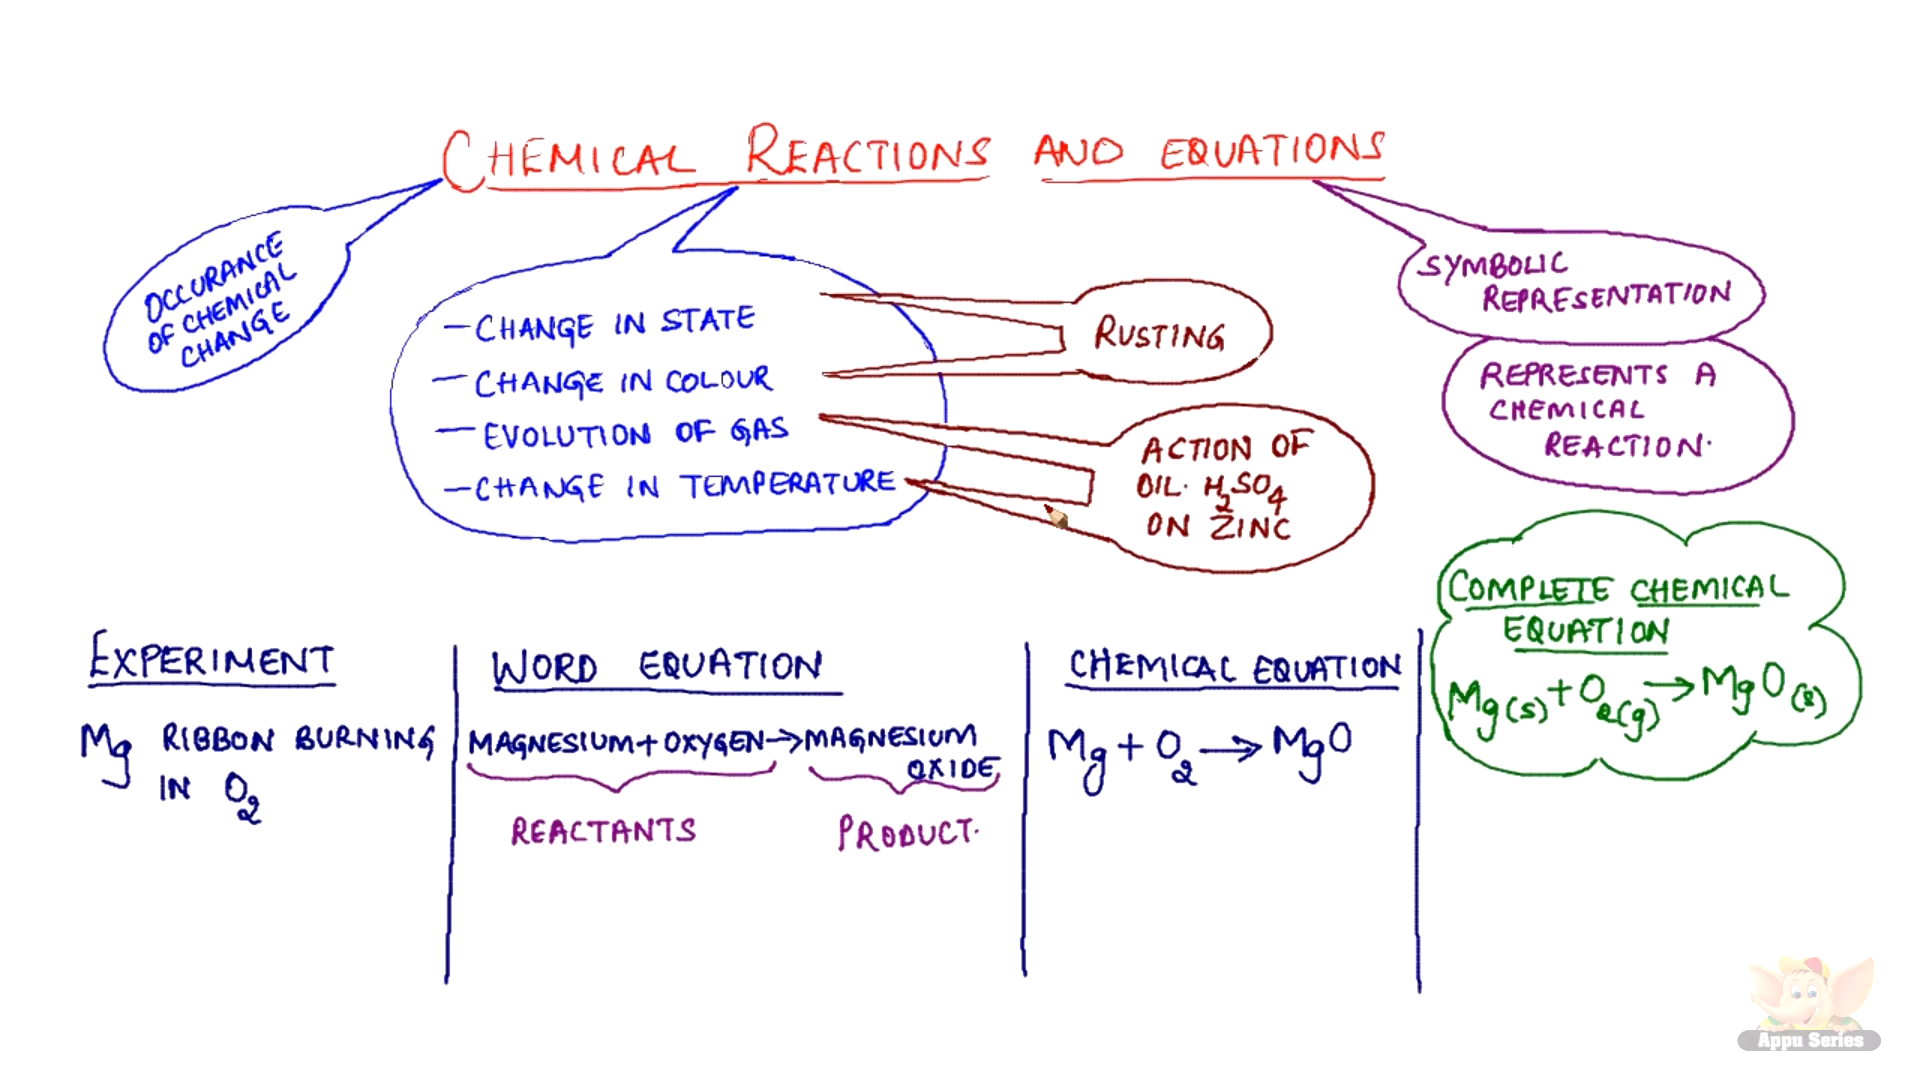 CHEMICAL REACTIONS AND EQUATIONS
OCCURANCE
OF CHEMICAL
CHANGE
- CHANGE IN STATE
- CHANGE IN COLOUR
- EVOLUTION OF GAS
- CHANGE IN TEMPERATURE
RUSTING
ACTION OF
DIL. H₂SO₄
ON ZINC
SYMBOLIC
REPRESENTATION
REPRESENTS A
CHEMICAL
REACTION.
COMPLETE CHEMICAL
EQUATION
Mg(s) + O₂(g) → MgO(s)
EXPERIMENT
Mg RIBBON BURNING
IN O₂
WORD EQUATION
MAGNESIUM + OXYGEN → MAGNESIUM
OXIDE
REACTANTS
PRODUCT.
CHEMICAL EQUATION
Mg + O₂ → MgO
Appu Series